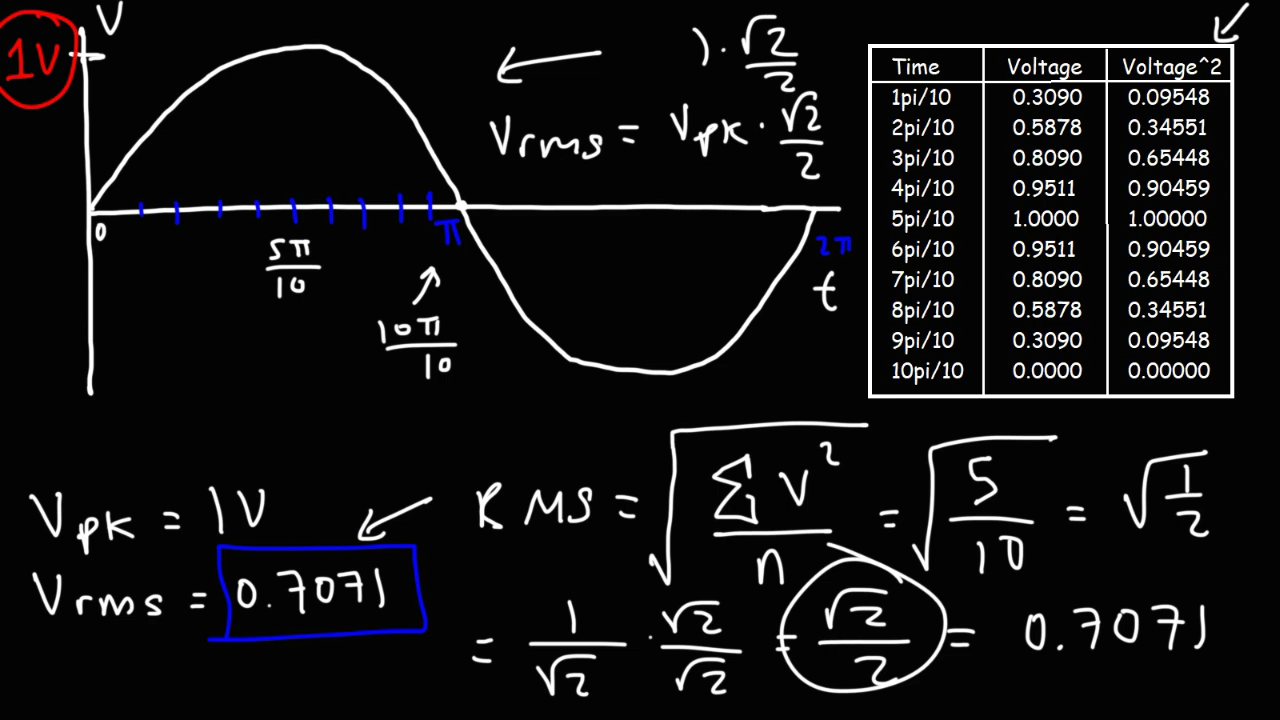 1V
V
) · √2/2
Vrms = Vpk · √2/2
0
5π/10
π
10π/10
2π
t
Time Voltage Voltage^2
1pi/10 0.3090 0.09548
2pi/10 0.5878 0.34551
3pi/10 0.8090 0.65448
4pi/10 0.9511 0.90459
5pi/10 1.0000 1.00000
6pi/10 0.9511 0.90459
7pi/10 0.8090 0.65448
8pi/10 0.5878 0.34551
9pi/10 0.3090 0.09548
10pi/10 0.0000 0.00000
Vpk = 1V
Vrms = 0.7071
RMS = √(∑V²/n) = √(5/10) = √(1/2)
= 1/√2 · √2/√2 = √2/2 = 0.7071